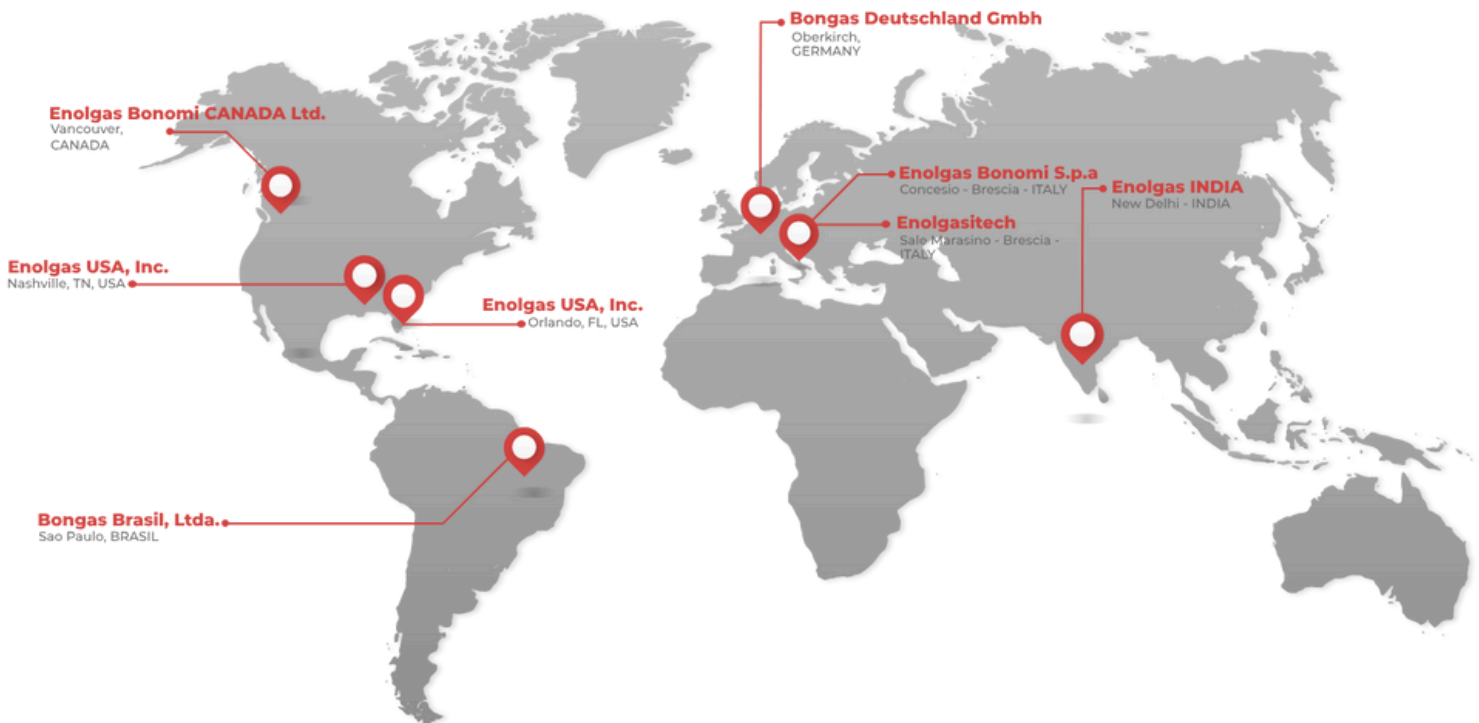 Bongas Deutschland Gmbh
Oberkirch,
GERMANY
Enolgas Bonomi CANADA Ltd.
Vancouver,
CANADA
Enolgas Bonomi S.p.a
Concesio - Brescia - ITALY
Enolgas INDIA
New Delhi - INDIA
Enolgasitech
Sale Marasino - Brescia -
ITALY
Enolgas USA, Inc.
Nashville, TN, USA
Enolgas USA, Inc.
Orlando, FL, USA
Bongas Brasil, Ltda.
Sao Paulo, BRASIL